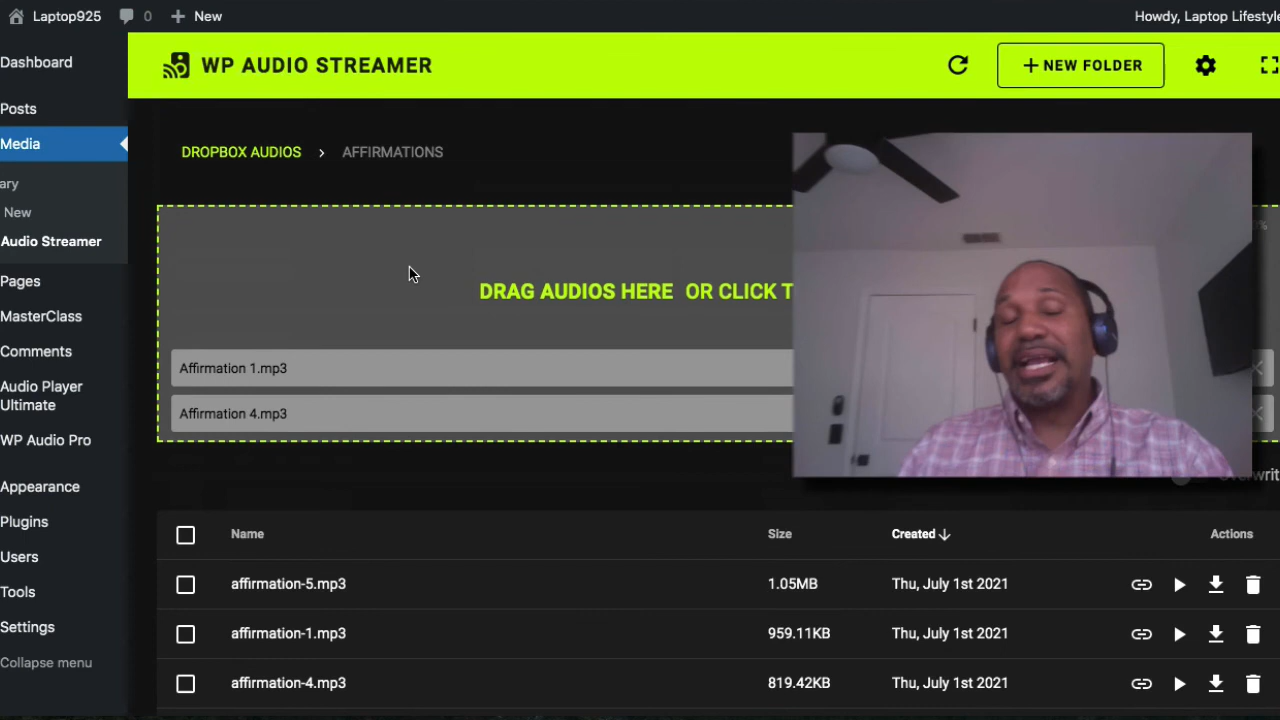 Laptop925
0
New
Howdy, Laptop Lifestyle
Dashboard
Posts
Media
ary
New
Audio Streamer
Pages
MasterClass
Comments
Audio Player
Ultimate
WP Audio Pro
Appearance
Plugins
Users
Tools
Settings
Collapse menu
WP AUDIO STREAMER
+ NEW FOLDER
DROPBOX AUDIOS > AFFIRMATIONS
DRAG AUDIOS HERE OR CLICK T
Affirmation 1.mp3
Affirmation 4.mp3
Overwrit
Name Size Created Actions
affirmation-5.mp3 1.05MB Thu, July 1st 2021
affirmation-1.mp3 959.11KB Thu, July 1st 2021
affirmation-4.mp3 819.42KB Thu, July 1st 2021